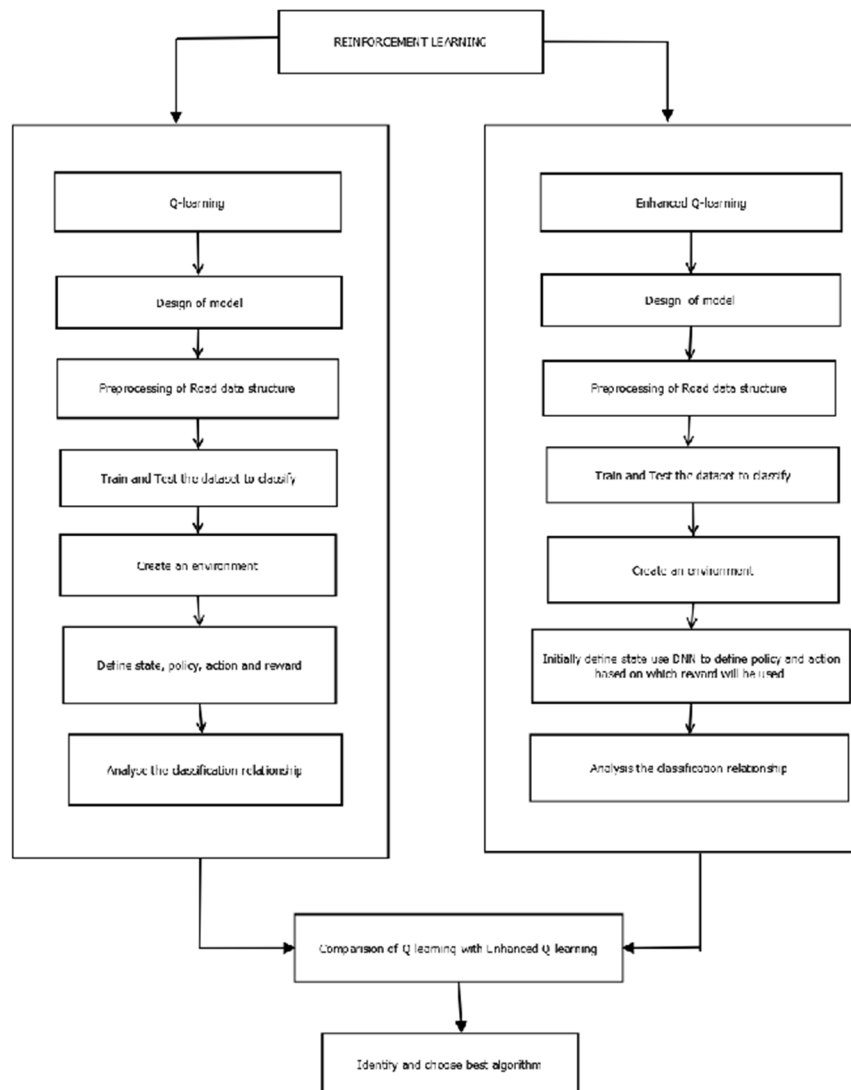 REINFORCEMENT LEARNING
Q-learning
Design of model
Preprocessing of Road data structure
Train and Test the dataset to classify
Create an environment
Define state, policy, action and reward
Analyse the classification relationship
Enhanced Q-learning
Design of model
Preprocessing of Road data structure
Train and Test the dataset to classify
Create an environment
Initially define state use DNN to define policy and action
based on which reward will be used
Analysis the classification relationship
Comparision of Q learning with Enhanced Q learning
Identity and choose best algorithm